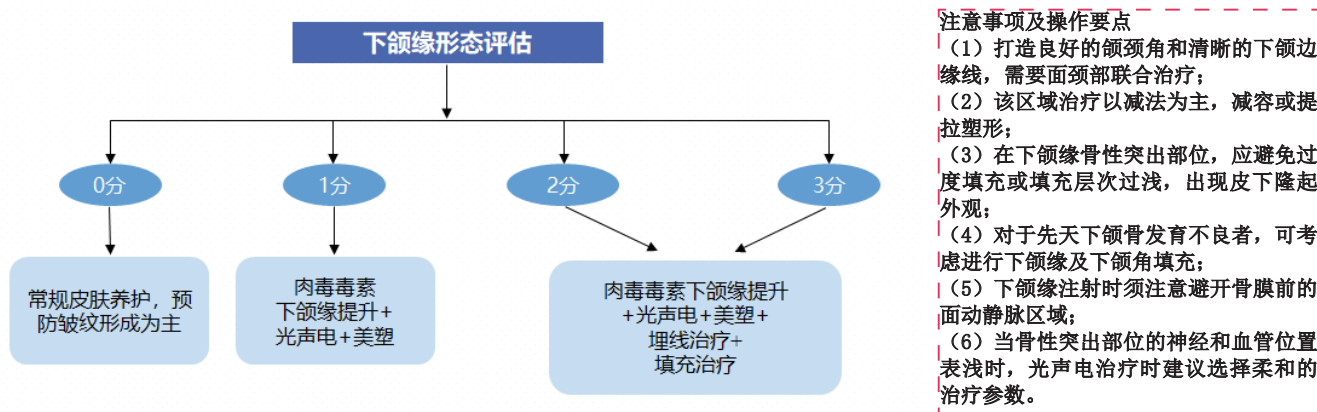 下颌缘形态评估
0分
1分
2分
3分
常规皮肤养护，预
防皱纹形成为主
肉毒毒素
下颌缘提升+
光声电+美塑
肉毒毒素下颌缘提升
+光声电+美塑+
埋线治疗+
填充治疗
注意事项及操作要点
（1）打造良好的颌颈角和清晰的下颌边
缘线，需要面颈部联合治疗；
（2）该区域治疗以减法为主，减容或提
拉塑形；
（3）在下颌缘骨性突出部位，应避免过
度填充或填充层次过浅，出现皮下隆起
外观；
（4）对于先天下颌骨发育不良者，可考
虑进行下颌缘及下颌角填充；
（5）下颌缘注射时须注意避开骨膜前的
面动静脉区域；
（6）当骨性突出部位的神经和血管位置
表浅时，光声电治疗时建议选择柔和的
治疗参数。